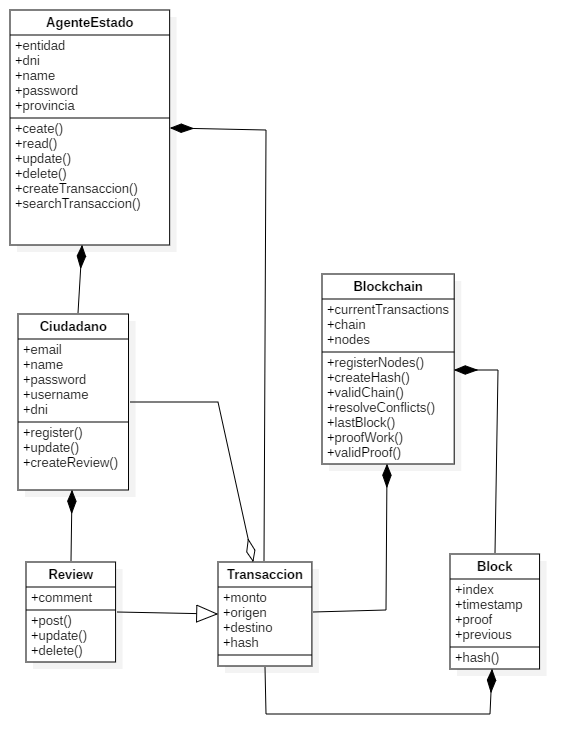 AgenteEstado
+entidad
+dni
+name
+password
+provincia
+ceate()
+read()
+update()
+delete()
+createTransaccion()
+searchTransaccion()
Ciudadano
+email
+name
+password
+username
+dni
+register()
+update()
+createReview()
Blockchain
+currentTransactions
+chain
+nodes
+registerNodes()
+createHash()
+validChain()
+resolveConflicts()
+lastBlock()
+proofWork()
+validProof()
Review
+comment
+post()
+update()
+delete()
Transaccion
+monto
+origen
+destino
+hash
Block
+index
+timestamp
+proof
+previous
+hash()